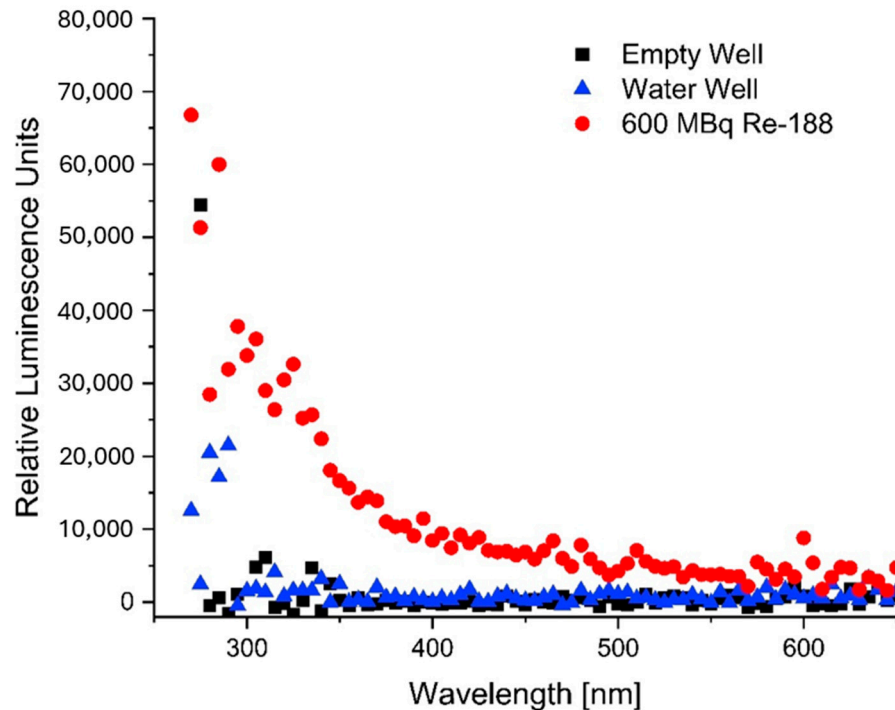 80,000
70,000
60,000
50,000
40,000
30,000
20,000
10,000
0
Relative Luminescence Units
Empty Well
Water Well
600 MBq Re-188
300
400
500
600
Wavelength [nm]